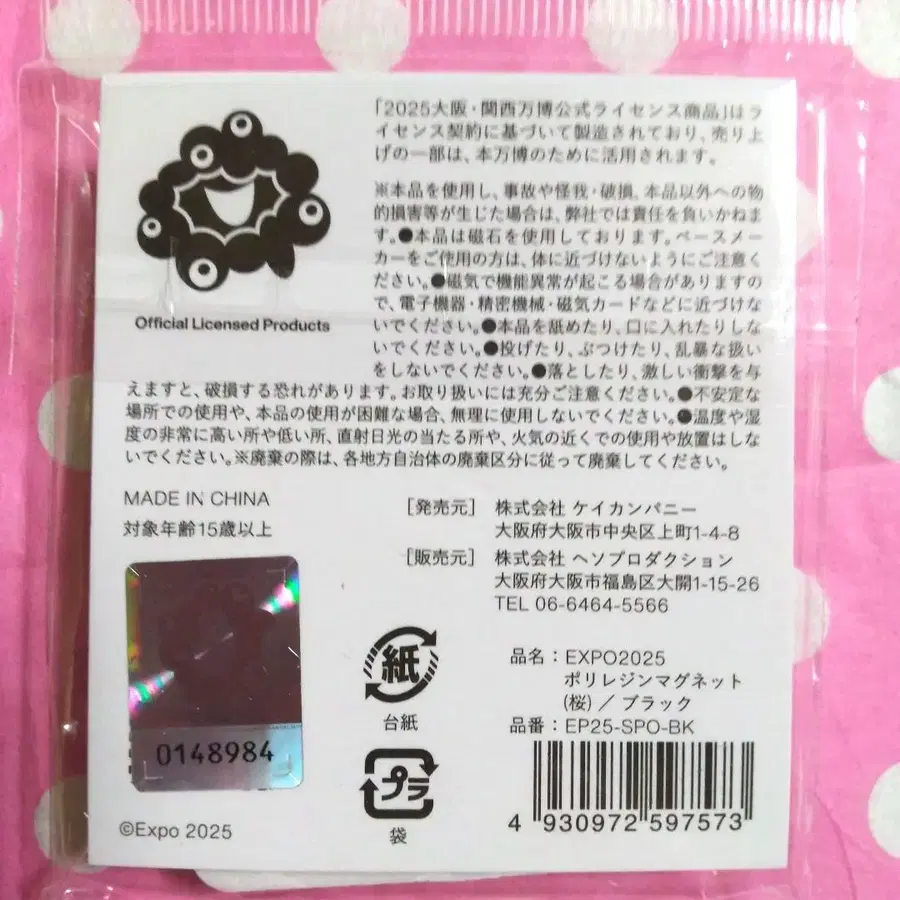 「2025大阪・関西万博公式ライセンス商品」はラ
イセンス契約に基づいて製造されており、売り上
げの一部は、本万博のために活用されます。
※本品を使用し、事故や怪我・破損、本品以外への物
的損害等が生じた場合は、弊社では責任を負いかねま
す。●本品は磁石を使用しております。ペースメー
カーをご使用の方は、体に近づけないようにご注意く
ださい。●磁気で機能異常が起こる場合がありますの
で、電子機器・精密機械・磁気カードなどに近づけな
いでください。●本品を舐めたり、口に入れたりしな
いでください。●投げたり、ぶつけたり、乱暴な扱い
をしないでください。●落としたり、激しい衝撃を与
えますと、破損する恐れがあります。お取り扱いには充分ご注意ください。●不安定な
場所での使用や、本品の使用が困難な場合、無理に使用しないでください。●温度や湿
度の非常に高い所や低い所、直射日光の当たる所や、火気の近くでの使用や放置はしな
いでください。※廃棄の際は、各地方自治体の廃棄区分に従って廃棄してください。
Official Licensed Products
MADE IN CHINA
対象年齢15歳以上
[発売元] 株式会社 ケイカンパニー
大阪府大阪市中央区上町1-4-8
[販売元] 株式会社 ヘソプロダクション
大阪府大阪市福島区大開1-15-26
TEL 06-6464-5566
紙
台紙
プラ
袋
品名：EXPO2025
ポリレジンマグネット
(桜) / ブラック
品番：EP25-SPO-BK
4 930972 597573
0148984
©Expo 2025